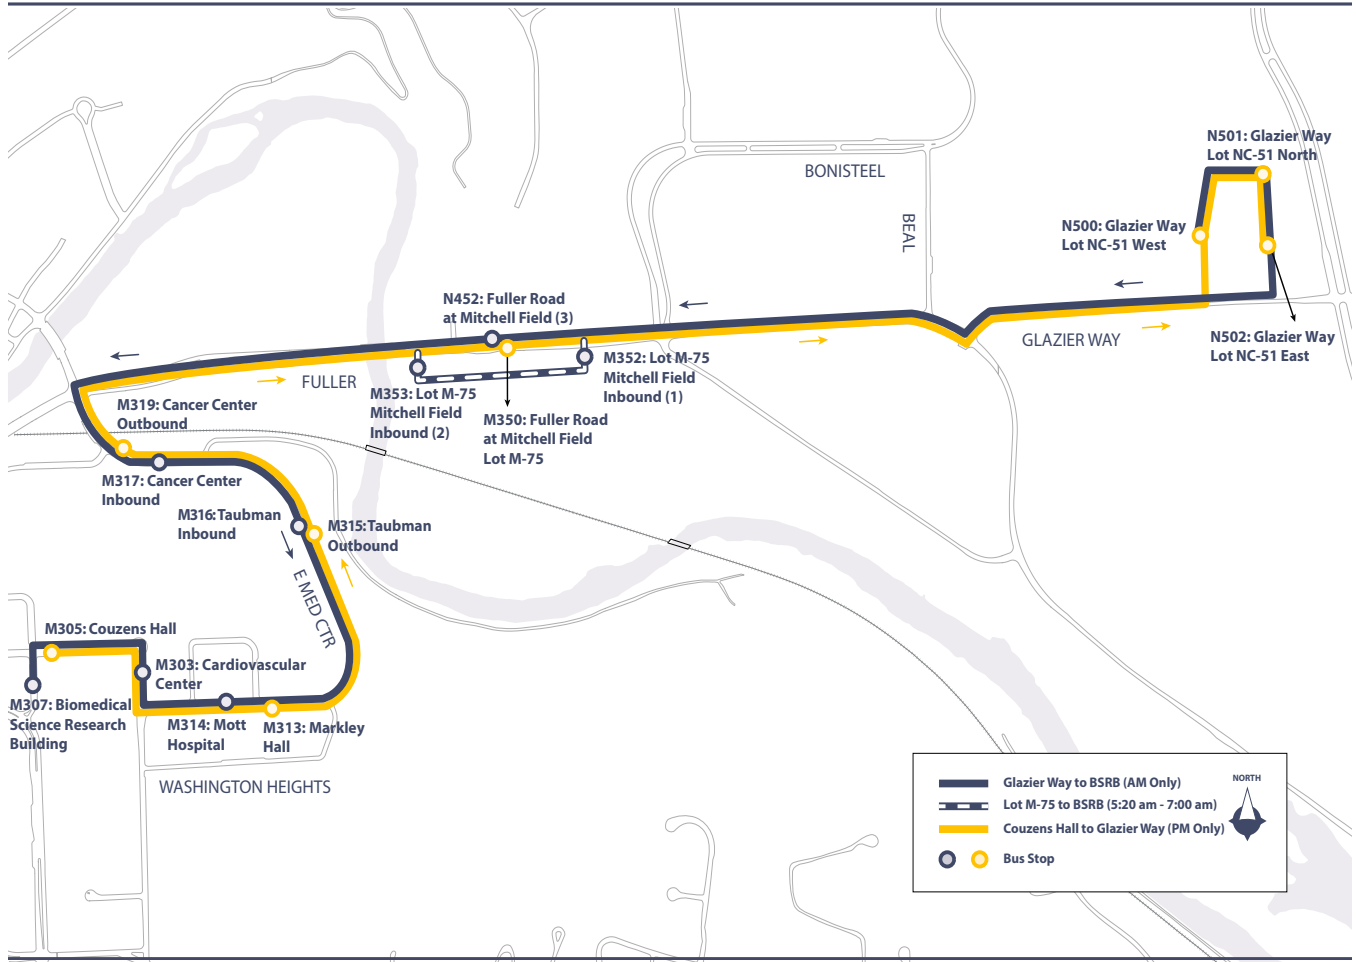 N501: Glazier Way
Lot NC-51 North
BONISTEEL
BEAL
N500: Glazier Way
Lot NC-51 West
N452: Fuller Road
at Mitchell Field (3)
N502: Glazier Way
Lot NC-51 East
GLAZIER WAY
M352: Lot M-75
Mitchell Field
Inbound (1)
FULLER
M353: Lot M-75
Mitchell Field
Inbound (2)
M350: Fuller Road
at Mitchell Field
Lot M-75
M319: Cancer Center
Outbound
M317: Cancer Center
Inbound
M316:Taubman
Inbound
M315:Taubman
Outbound
E MED CTR
M305: Couzens Hall
M303: Cardiovascular
Center
M307: Biomedical
Science Research
Building
M314: Mott
Hospital
M313: Markley
Hall
WASHINGTON HEIGHTS
Glazier Way to BSRB (AM Only)
Lot M-75 to BSRB (5:20 am - 7:00 am)
Couzens Hall to Glazier Way (PM Only)
Bus Stop
NORTH